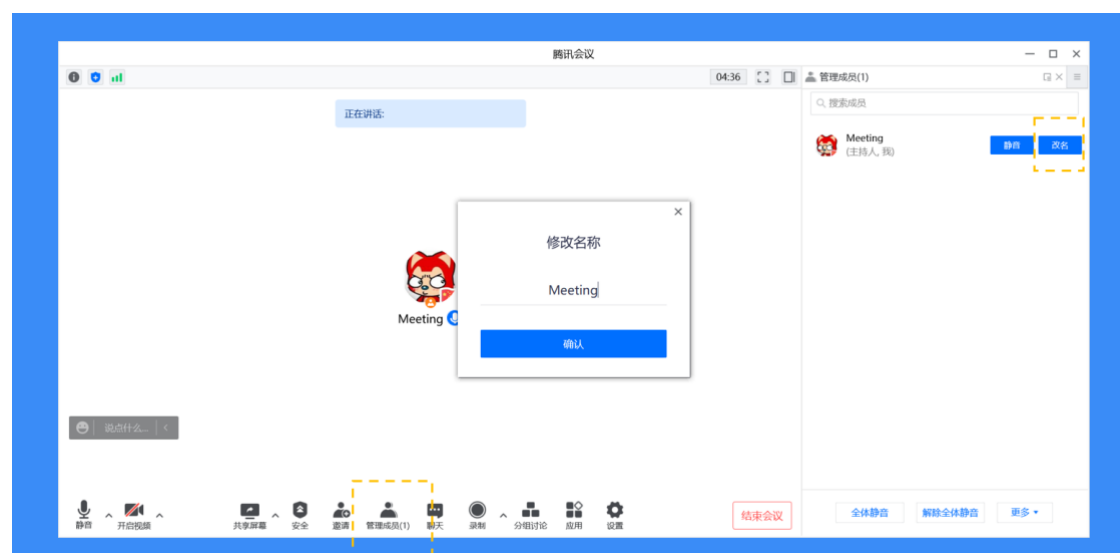 腾讯会议
04:36
管理成员(1)
搜索成员
正在讲话:
Meeting
(主持人, 我)
静音
改名
修改名称
Meeting
确认
Meeting
说点什么...
静音
开启视频
共享屏幕
安全
邀请
管理成员(1)
聊天
录制
分组讨论
应用
设置
结束会议
全体静音
解除全体静音
更多